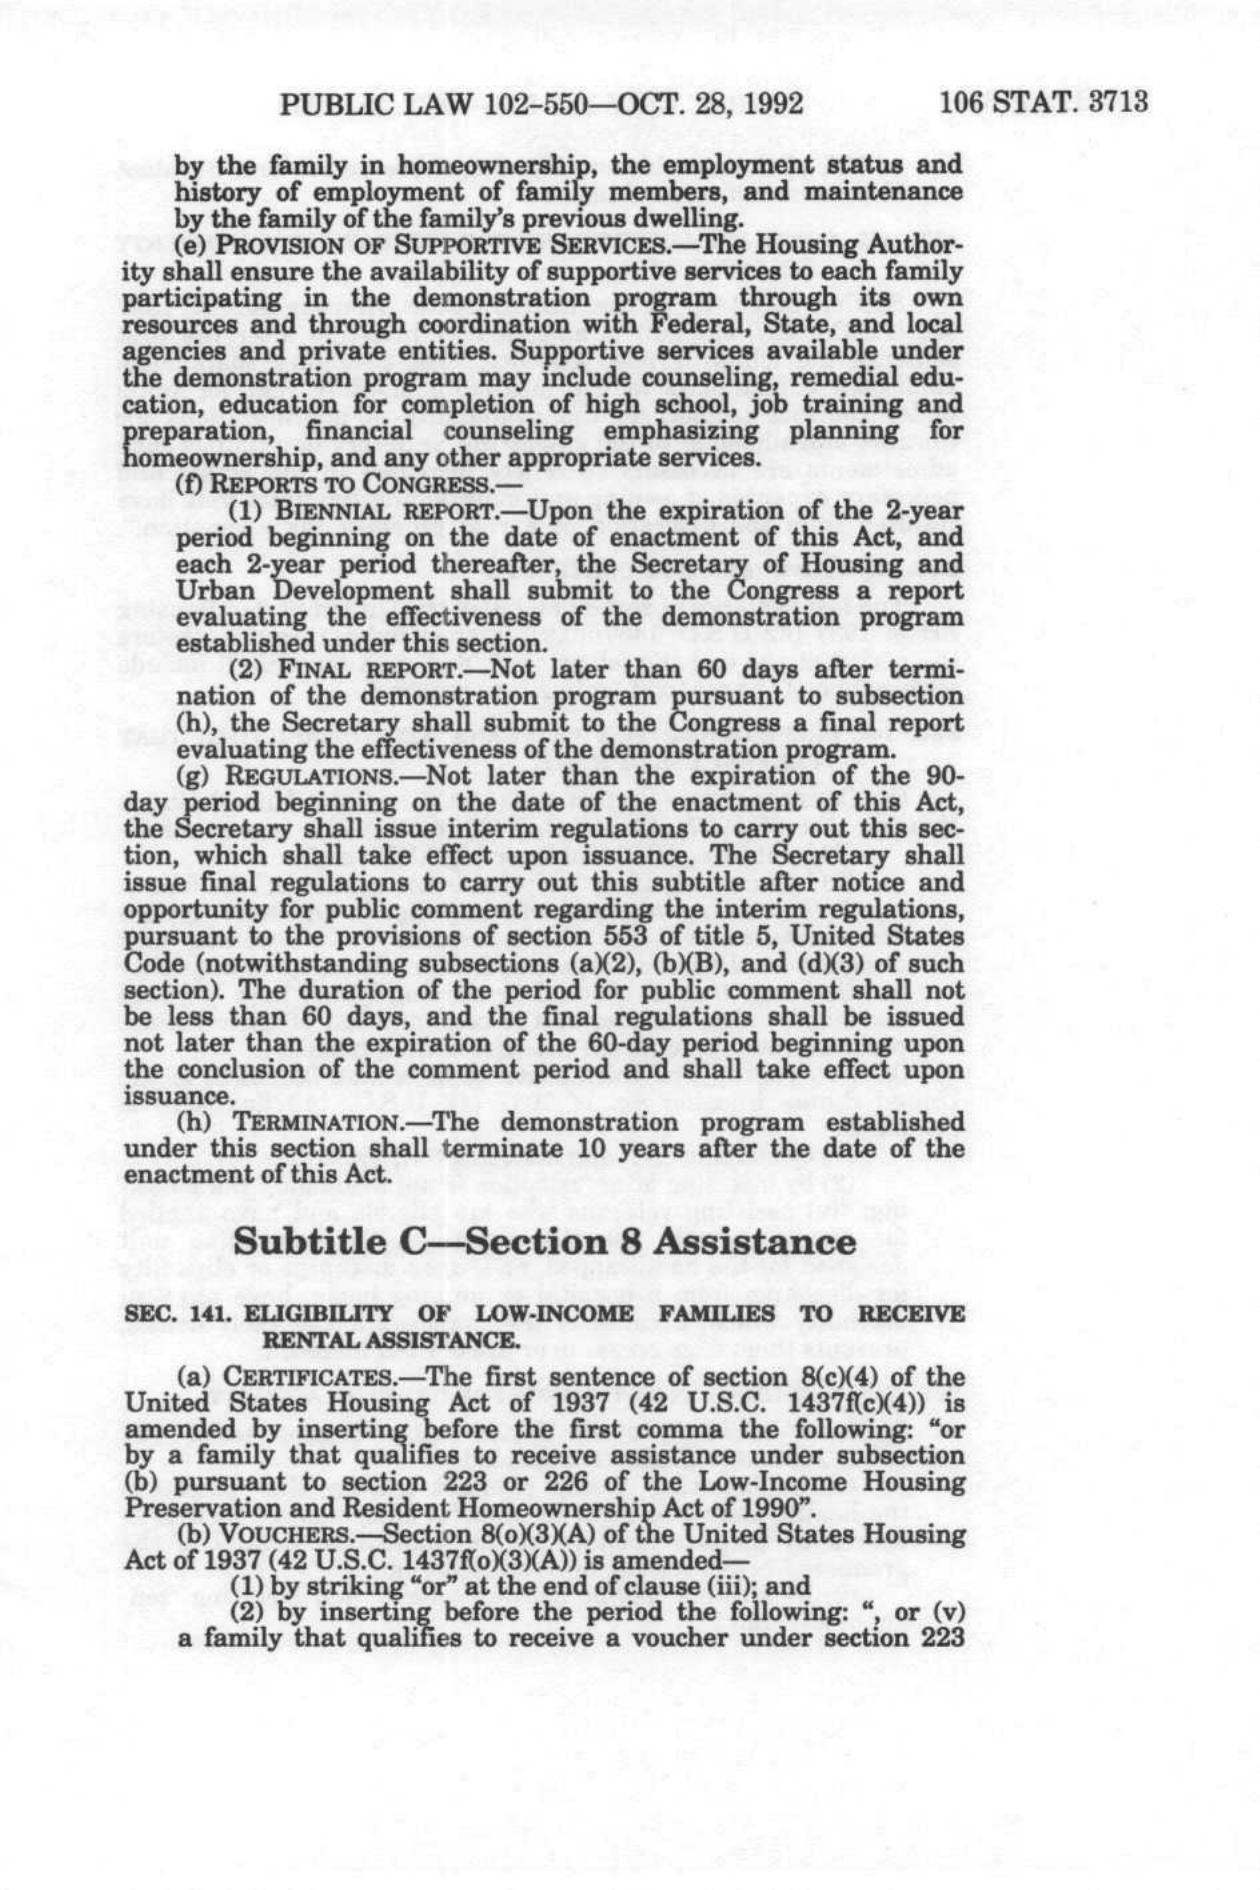 PUBLIC LAW 102–550—OCT. 28, 1992 106 STAT. 3713
by the family in homeownership, the employment status and
history of employment of family members, and maintenance
by the family of the family's previous dwelling.
(e) PROVISION OF SUPPORTIVE SERVICES.—The Housing Author-
ity shall ensure the availability of supportive services to each family
participating in the demonstration program through its own
resources and through coordination with Federal, State, and local
agencies and private entities. Supportive services available under
the demonstration program may include counseling, remedial edu-
cation, education for completion of high school, job training and
preparation, financial counseling emphasizing planning for
homeownership, and any other appropriate services.
(f) REPORTS TO CONGRESS.—
(1) BIENNIAL REPORT.—Upon the expiration of the 2-year
period beginning on the date of enactment of this Act, and
each 2-year period thereafter, the Secretary of Housing and
Urban Development shall submit to the Congress a report
evaluating the effectiveness of the demonstration program
established under this section.
(2) FINAL REPORT.—Not later than 60 days after termi-
nation of the demonstration program pursuant to subsection
(h), the Secretary shall submit to the Congress a final report
evaluating the effectiveness of the demonstration program.
(g) REGULATIONS.—Not later than the expiration of the 90-
day period beginning on the date of the enactment of this Act,
the Secretary shall issue interim regulations to carry out this sec-
tion, which shall take effect upon issuance. The Secretary shall
issue final regulations to carry out this subtitle after notice and
opportunity for public comment regarding the interim regulations,
pursuant to the provisions of section 553 of title 5, United States
Code (notwithstanding subsections (a)(2), (b)(B), and (d)(3) of such
section). The duration of the period for public comment shall not
be less than 60 days, and the final regulations shall be issued
not later than the expiration of the 60-day period beginning upon
the conclusion of the comment period and shall take effect upon
issuance.
(h) TERMINATION.—The demonstration program established
under this section shall terminate 10 years after the date of the
enactment of this Act.
Subtitle C—Section 8 Assistance
SEC. 141. ELIGIBILITY OF LOW-INCOME FAMILIES TO RECEIVE
RENTAL ASSISTANCE.
(a) CERTIFICATES.—The first sentence of section 8(c)(4) of the
United States Housing Act of 1937 (42 U.S.C. 1437f(c)(4)) is
amended by inserting before the first comma the following: "or
by a family that qualifies to receive assistance under subsection
(b) pursuant to section 223 or 226 of the Low-Income Housing
Preservation and Resident Homeownership Act of 1990".
(b) VOUCHERS.—Section 8(o)(3)(A) of the United States Housing
Act of 1937 (42 U.S.C. 1437f(o)(3)(A)) is amended—
(1) by striking "or" at the end of clause (iii); and
(2) by inserting before the period the following: ", or (v)
a family that qualifies to receive a voucher under section 223